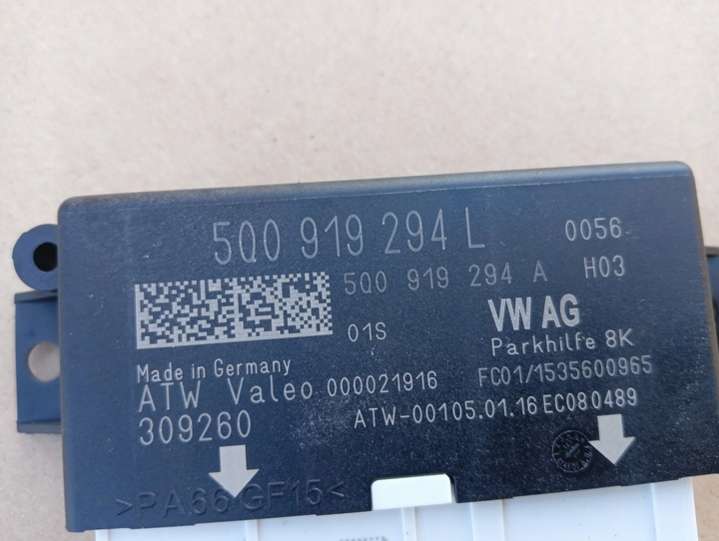 5Q0 919 294 L 0056
5Q0 919 294 A H03
01S VW AG
Parkhilfe 8K
Made in Germany
ATW Valeo 000021916 FC01/1535600965
309260 ATW-00105.01.16 EC080489
>PA66 GF15<